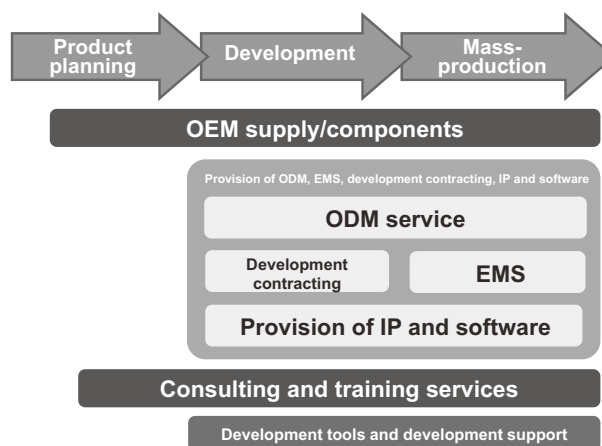 Product
planning
Development
Mass-
production
OEM supply/components
Provision of ODM, EMS, development contracting, IP and software
ODM service
Development
contracting
EMS
Provision of IP and software
Consulting and training services
Development tools and development support